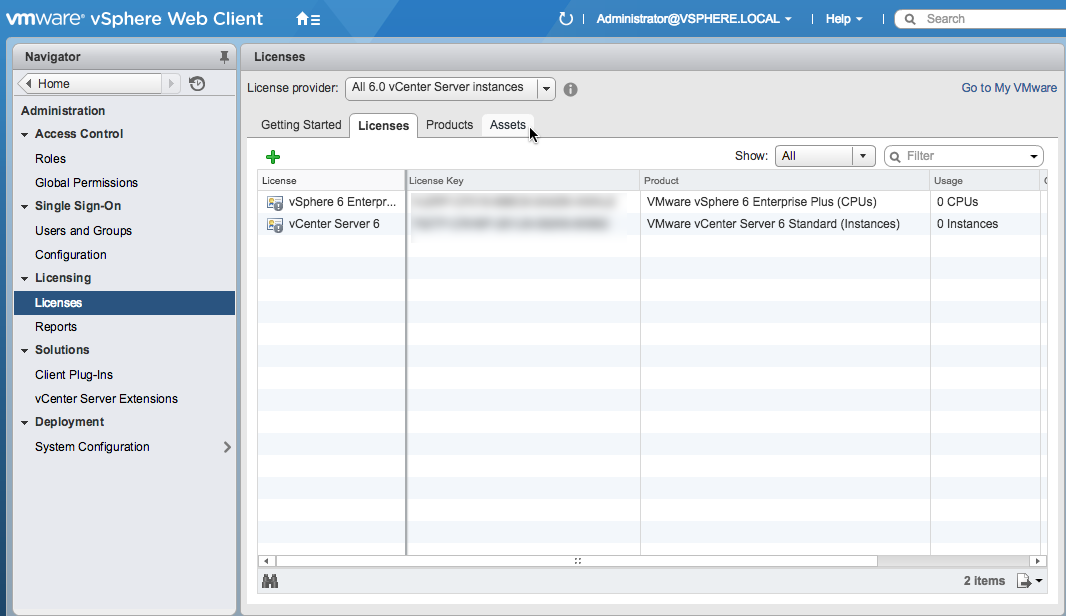 vmware® vSphere Web Client
Administrator@VSPHERE.LOCAL
Help
Search
Navigator
Home
Administration
Access Control
Roles
Global Permissions
Single Sign-On
Users and Groups
Configuration
Licensing
Licenses
Reports
Solutions
Client Plug-Ins
vCenter Server Extensions
Deployment
System Configuration
Licenses
License provider: All 6.0 vCenter Server instances
Go to My VMware
Getting Started Licenses Products Assets
Show: All Filter
License License Key Product Usage
vSphere 6 Enterpr... VMware vSphere 6 Enterprise Plus (CPUs) 0 CPUs
vCenter Server 6 VMware vCenter Server 6 Standard (Instances) 0 Instances
2 items